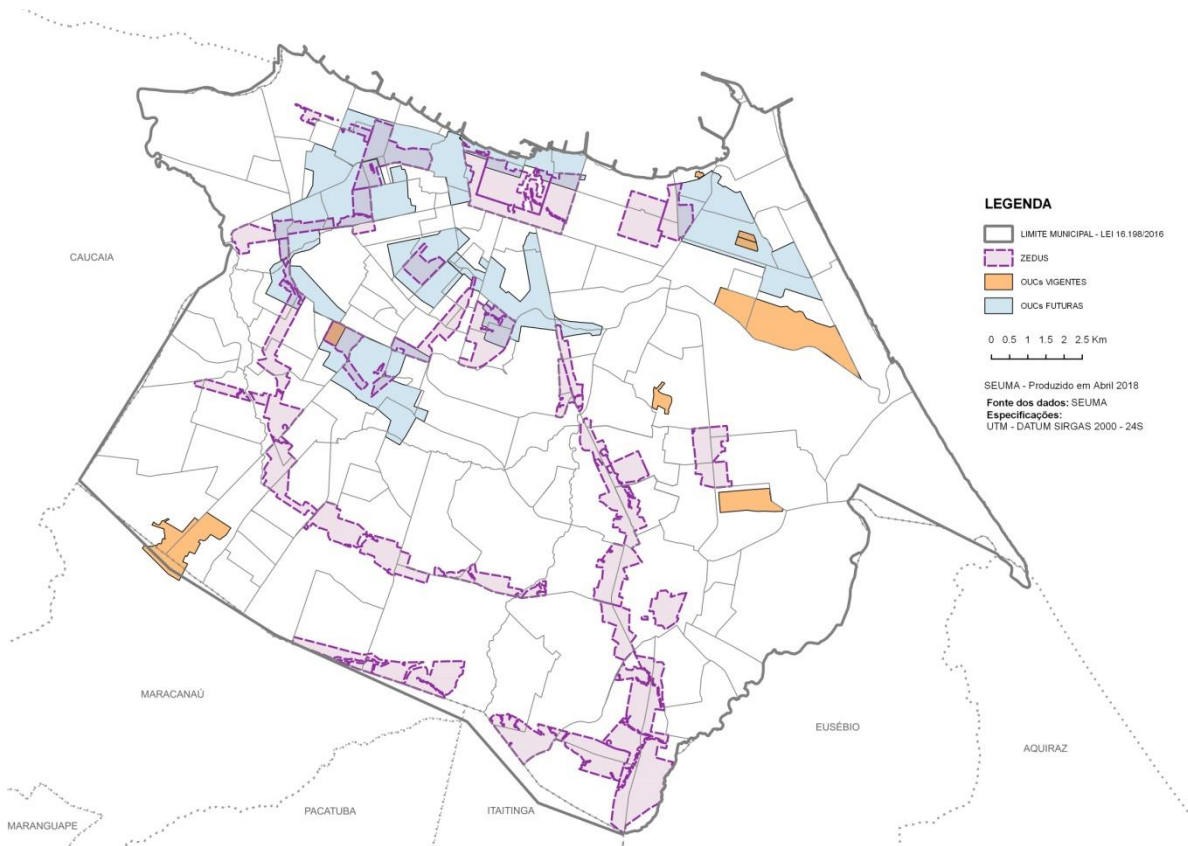 LEGENDA
LIMITE MUNICIPAL - LEI 16.198/2016
CAUCAIA
ZEDUS
OUCs VIGENTES
OUCs FUTURAS
0 0.5 1 1.5 2 2.5 Km
SEUMA - Produzido em Abril 2018
Fonte dos dados: SEUMA
Especificações:
UTM - DATUM SIRGAS 2000 - 24S
MARACANAÚ
EUSÉBIO
AQUIRAZ
PACATUBA
ITAITINGA
MARANGUAPE